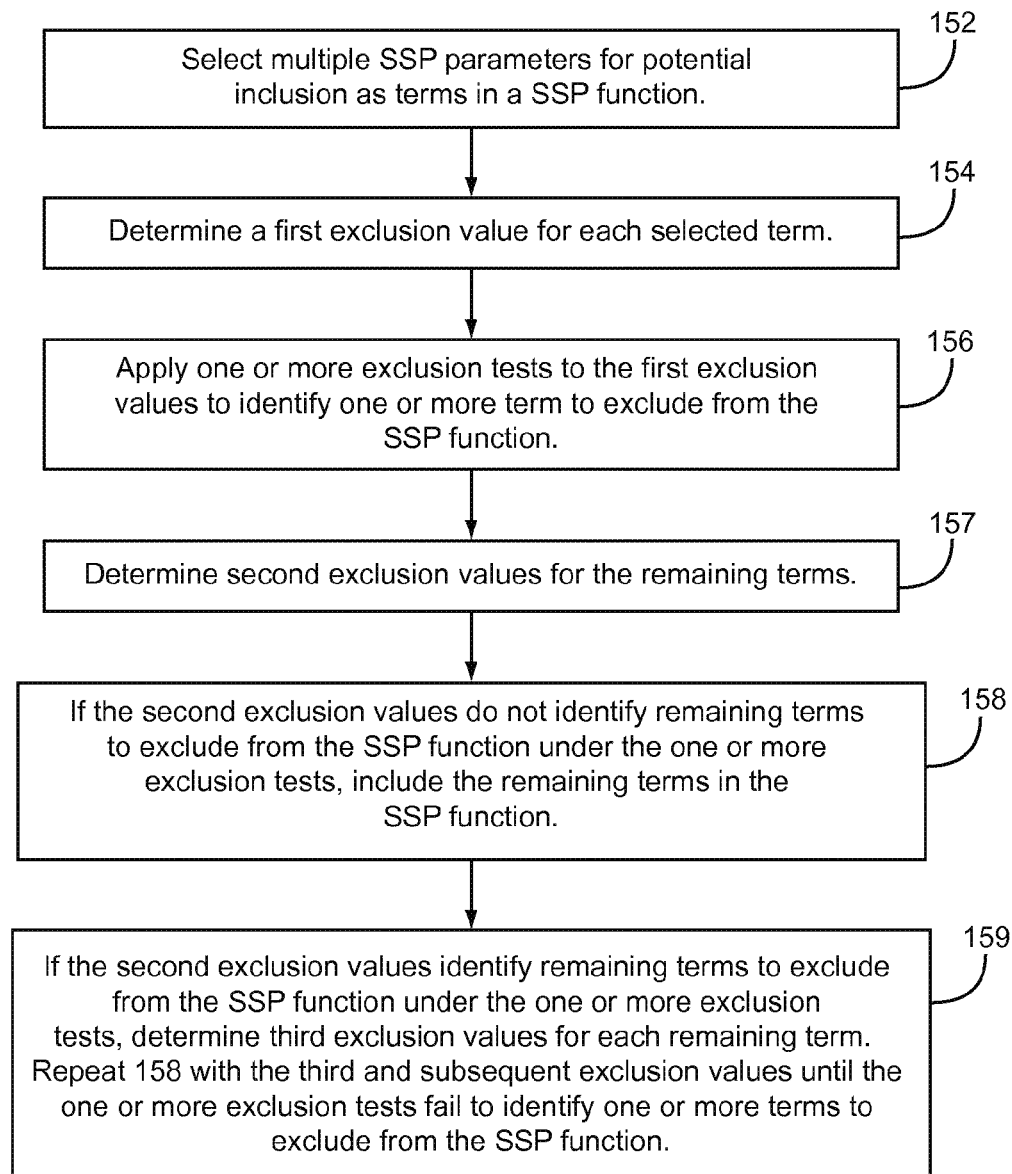 152
Select multiple SSP parameters for potential
inclusion as terms in a SSP function.
154
Determine a first exclusion value for each selected term.
156
Apply one or more exclusion tests to the first exclusion
values to identify one or more term to exclude from the
SSP function.
157
Determine second exclusion values for the remaining terms.
158
If the second exclusion values do not identify remaining terms
to exclude from the SSP function under the one or more
exclusion tests, include the remaining terms in the
SSP function.
159
If the second exclusion values identify remaining terms to exclude
from the SSP function under the one or more exclusion
tests, determine third exclusion values for each remaining term.
Repeat 158 with the third and subsequent exclusion values until the
one or more exclusion tests fail to identify one or more terms to
exclude from the SSP function.